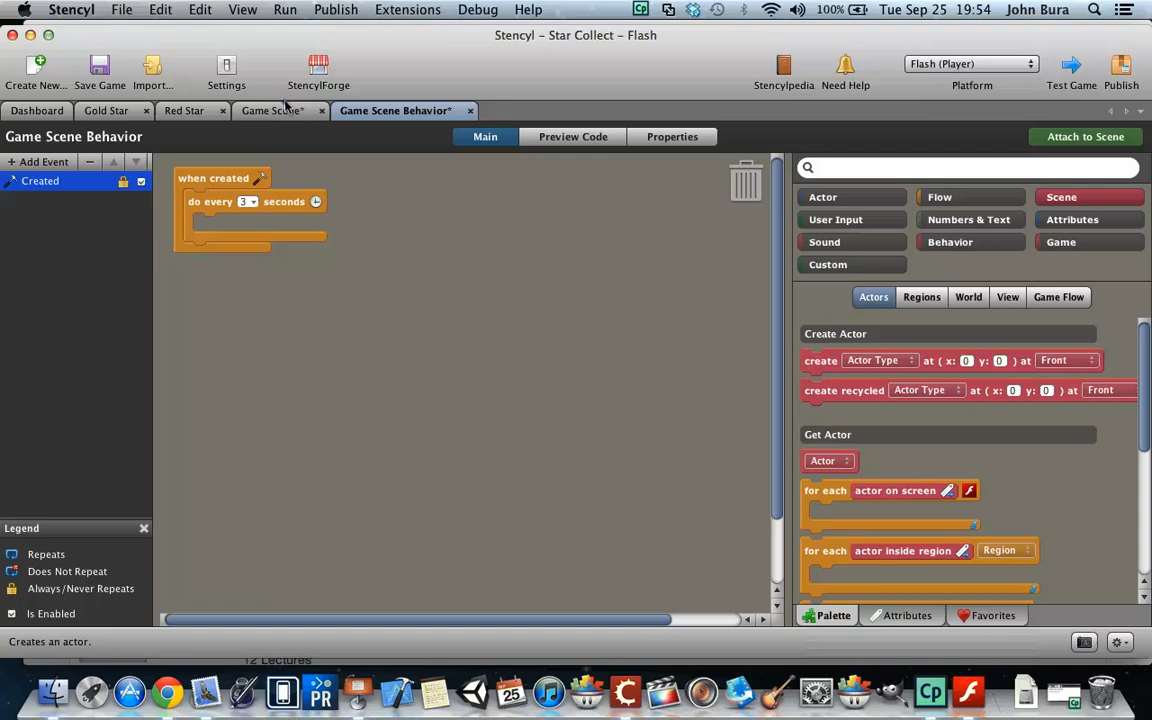 Stencyl File Edit Edit View Run Publish Extensions Debug Help 100% Tue Sep 25 19:54 John Bura
Stencyl – Star Collect – Flash
Create New... Save Game Import... Settings StencylForge Stencylpedia Need Help Flash (Player) Platform Test Game Publish
Dashboard Gold Star Red Star Game Scene* Game Scene Behavior*
Game Scene Behavior Main Preview Code Properties Attach to Scene
+ Add Event
Created
when created
do every 3 seconds
Actor Flow Scene
User Input Numbers & Text Attributes
Sound Behavior Game
Custom
Actors Regions World View Game Flow
Create Actor
create Actor Type at ( x: 0 y: 0 ) at Front
create recycled Actor Type at ( x: 0 y: 0 ) at Front
Get Actor
Actor
for each actor on screen
for each actor inside region Region
Legend
Repeats
Does Not Repeat
Always/Never Repeats
Is Enabled
Palette Attributes Favorites
Creates an actor.
12 Lectures
PR 25 Cp